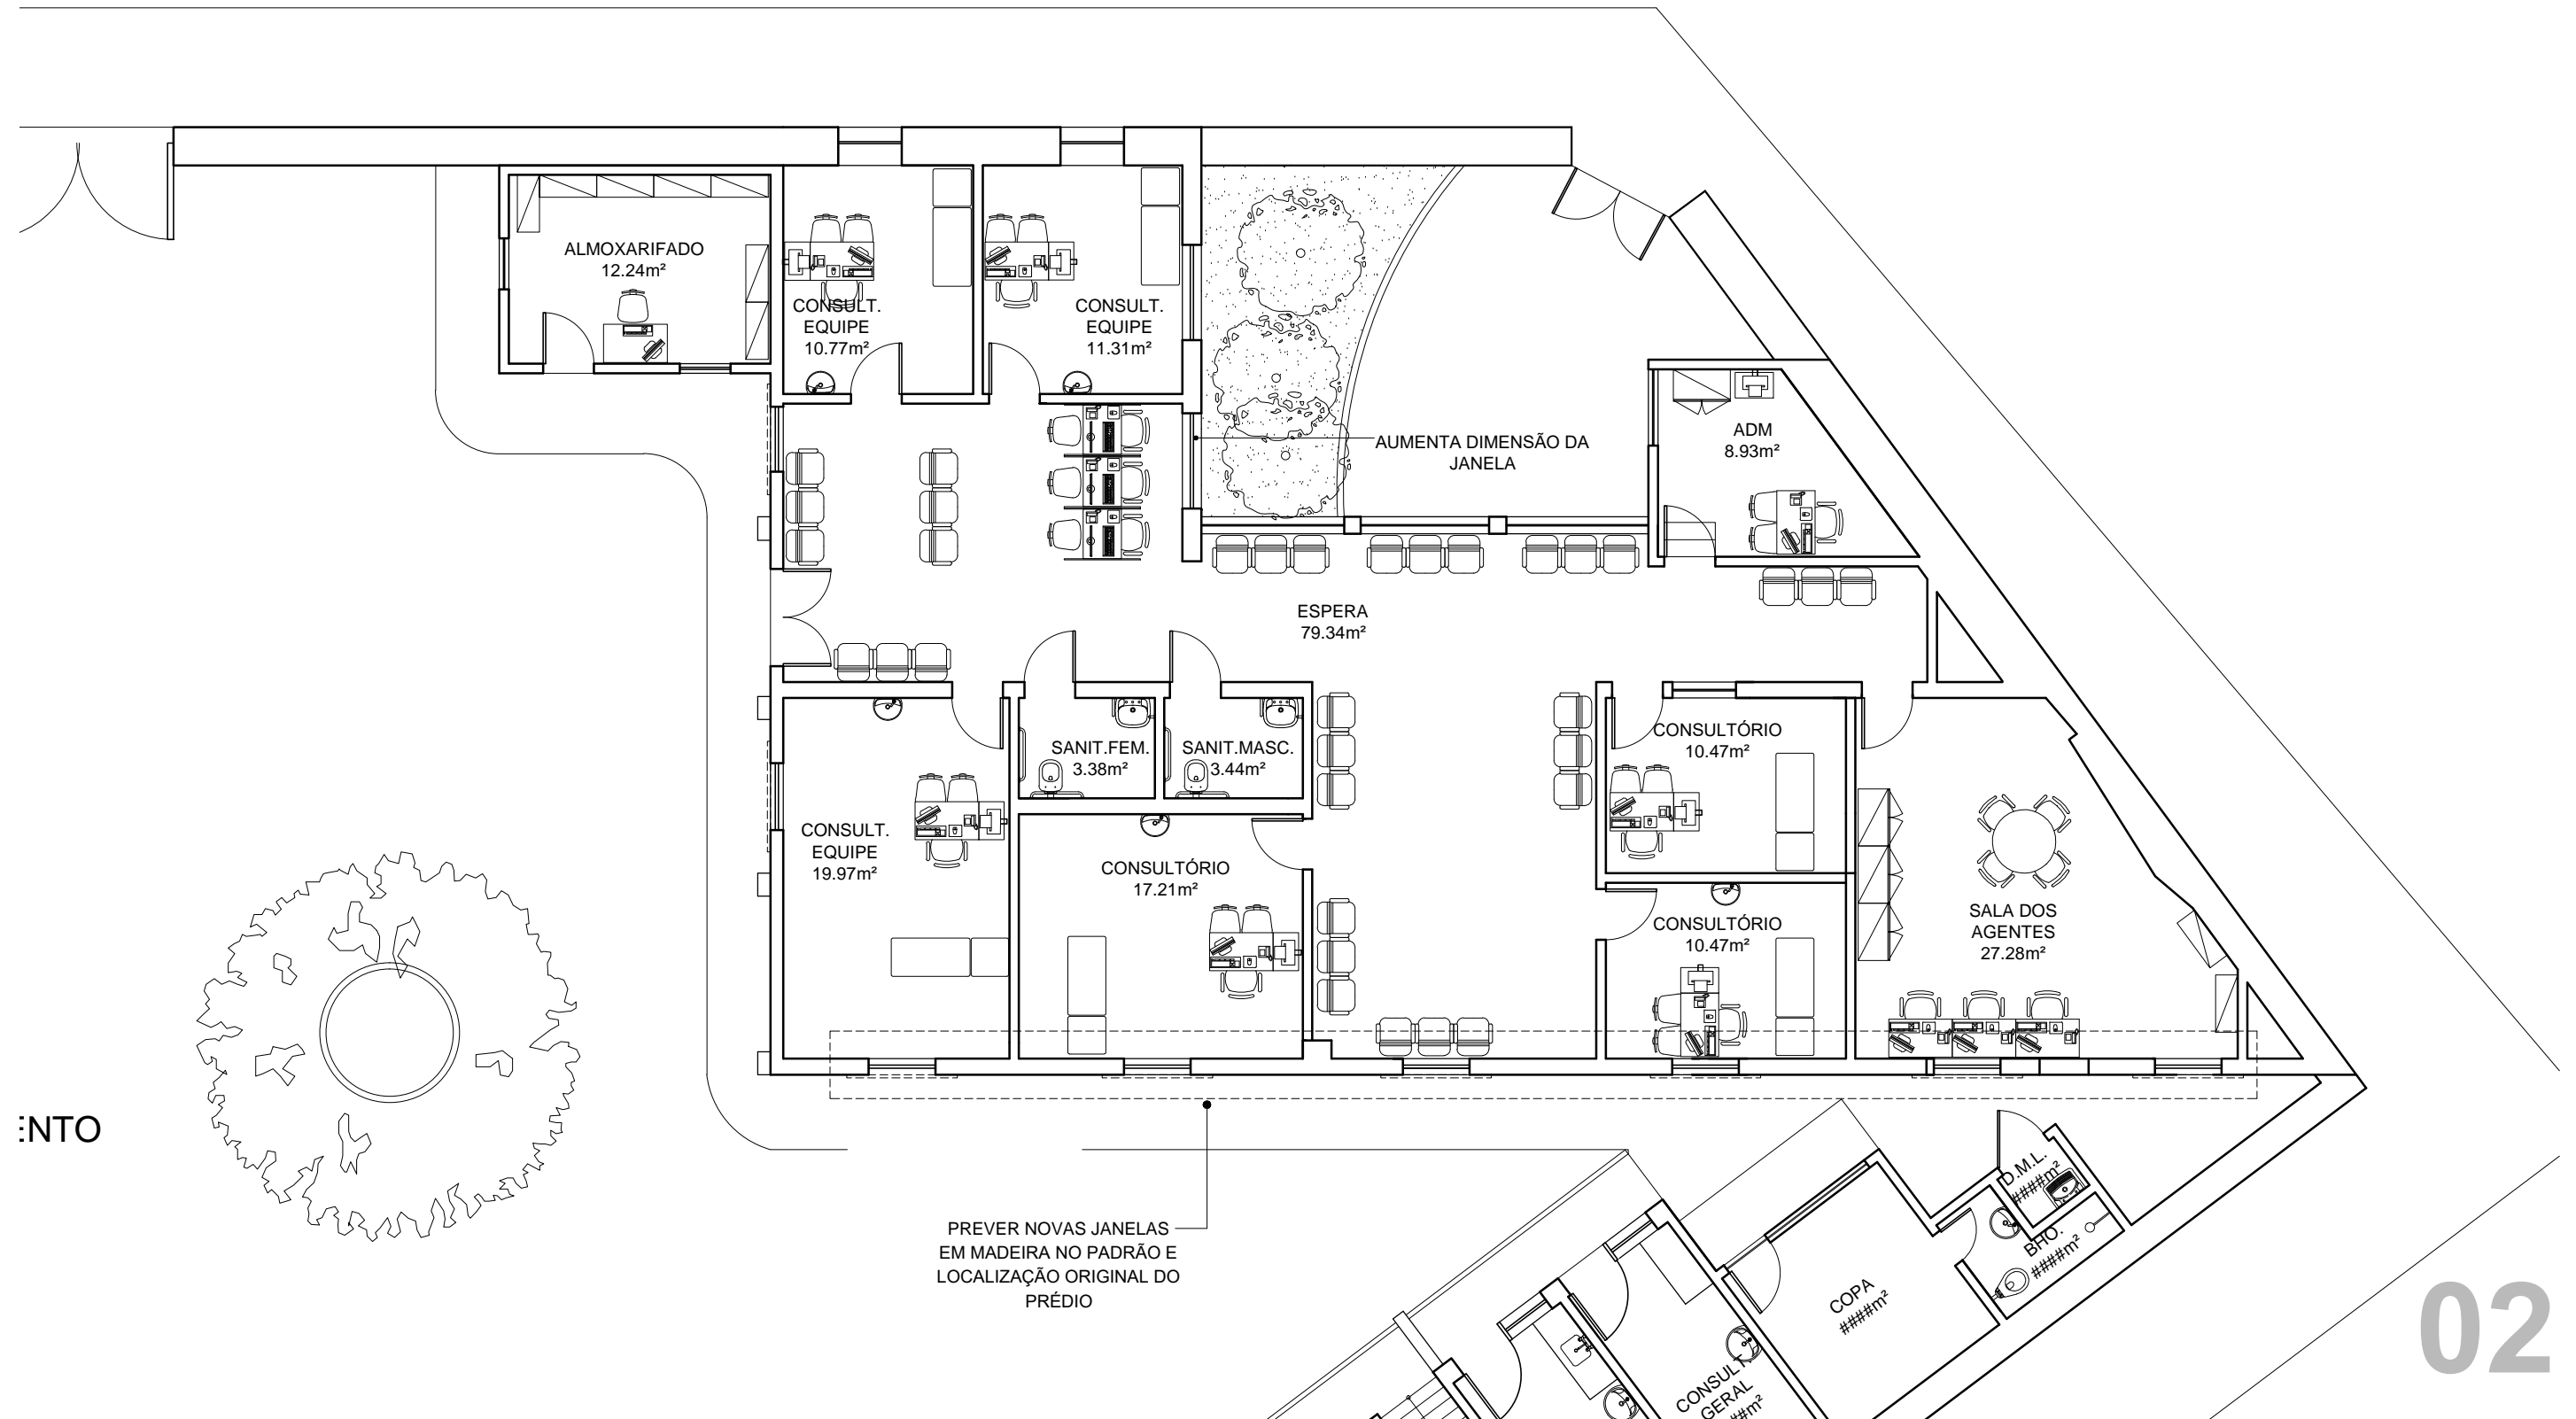 ALMOXARIFADO
12.24m²
CONSULT.
EQUIPE
10.77m²
CONSULT.
EQUIPE
11.31m²
AUMENTA DIMENSÃO DA
JANELA
ADM
8.93m²
ESPERA
79.34m²
SANIT.FEM.
3.38m²
SANIT.MASC.
3.44m²
CONSULTÓRIO
10.47m²
CONSULT.
EQUIPE
19.97m²
CONSULTÓRIO
17.21m²
CONSULTÓRIO
10.47m²
SALA DOS
AGENTES
27.28m²
PREVER NOVAS JANELAS
EM MADEIRA NO PADRÃO E
LOCALIZAÇÃO ORIGINAL DO
PRÉDIO
D.M.L.
####m²
BHO.
####m²
COPA
####m²
CONSULT.
GERAL
02